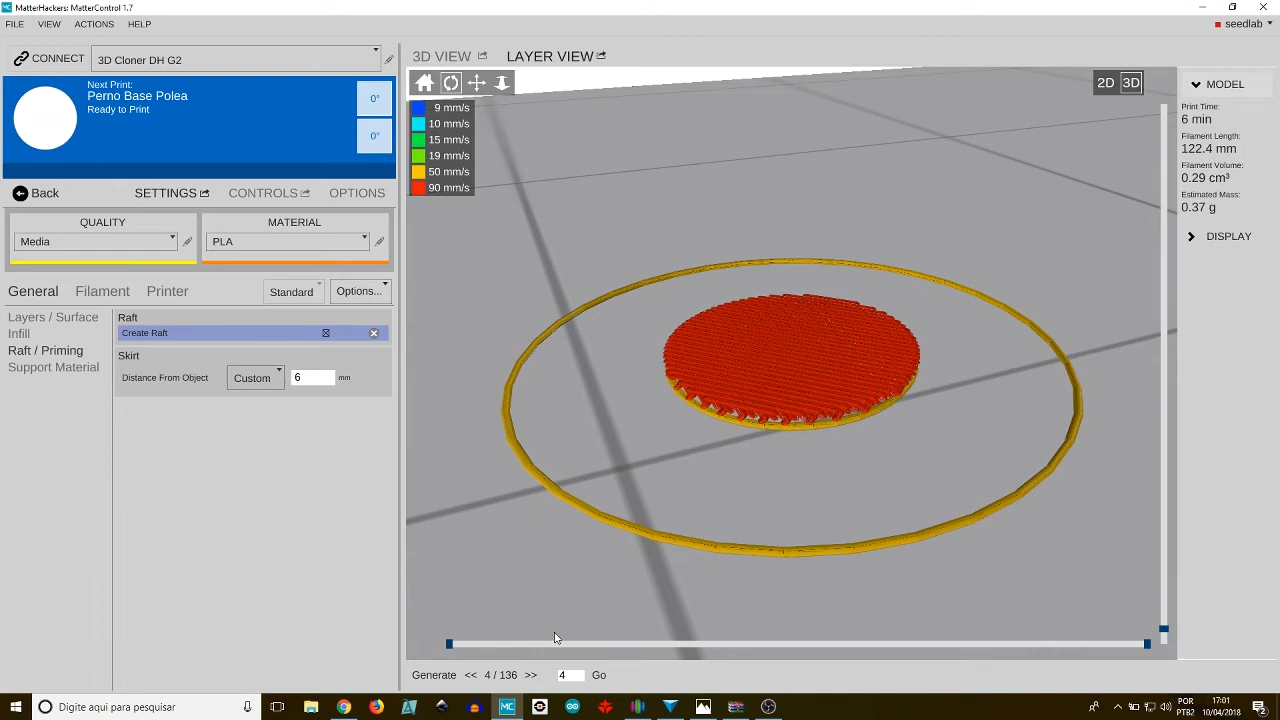 MatterHackers: MatterControl 1.7
FILE VIEW ACTIONS HELP
seedlab
CONNECT 3D Cloner DH G2
Next Print:
Perno Base Polea
Ready to Print
0°
0°
Back SETTINGS CONTROLS OPTIONS
QUALITY MATERIAL
Media PLA
General Filament Printer Standard Options...
Layers / Surface
Infill
Raft / Priming
Support Material
Raft
Create Raft
Skirt
Distance From Object Custom 6 mm
3D VIEW LAYER VIEW
2D 3D
9 mm/s
10 mm/s
15 mm/s
19 mm/s
50 mm/s
90 mm/s
MODEL
Print Time:
6 min
Filament Length:
122.4 mm
Filament Volume:
0.29 cm³
Estimated Mass:
0.37 g
DISPLAY
Generate << 4 / 136 >> 4 Go
Digite aqui para pesquisar
MC
POR
PTB2
17:01
10/04/2018
2